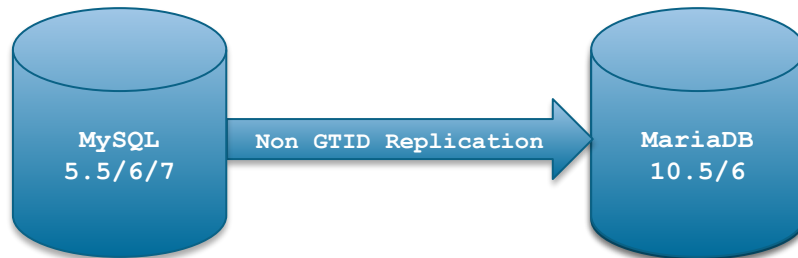 MySQL
5.5/6/7
Non GTID Replication
MariaDB
10.5/6